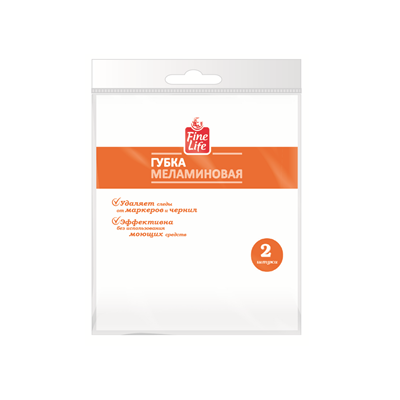 Fine
Life
ГУБКА
МЕЛАМИНОВАЯ
Удаляет следы
от маркеров и чернил
Эффективна
без использования
моющих средств
2
штуки